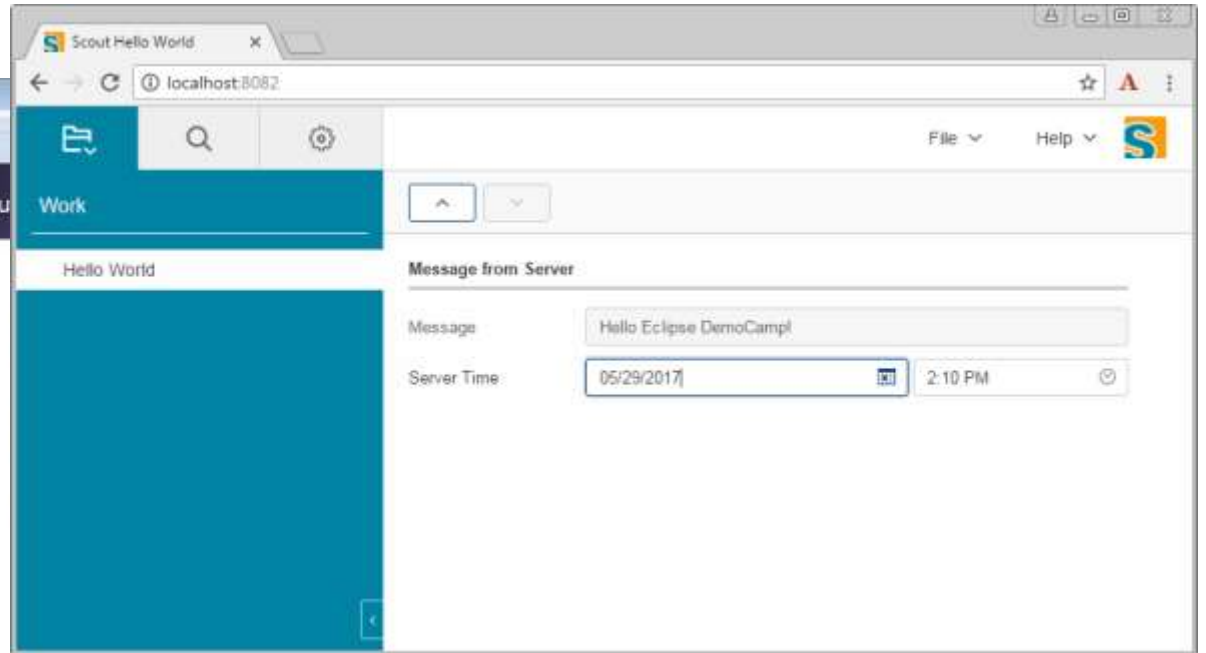 Scout Hello World
localhost:8082
File
Help
Work
Hello World
Message from Server
Message
Hello Eclipse DemoCamp!
Server Time
05/29/2017
2:10 PM